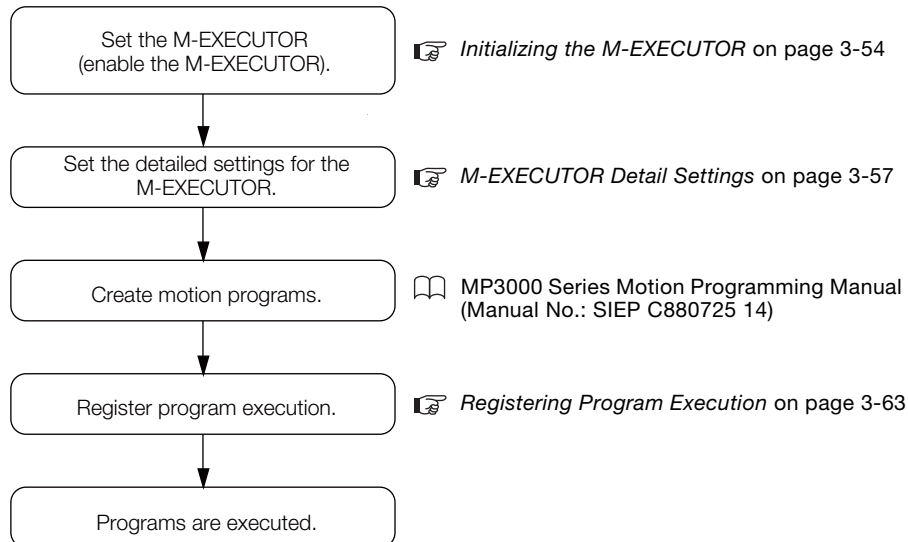 Set the M-EXECUTOR
(enable the M-EXECUTOR).
Initializing the M-EXECUTOR on page 3-54
Set the detailed settings for the
M-EXECUTOR.
M-EXECUTOR Detail Settings on page 3-57
Create motion programs.
MP3000 Series Motion Programming Manual
(Manual No.: SIEP C880725 14)
Register program execution.
Registering Program Execution on page 3-63
Programs are executed.